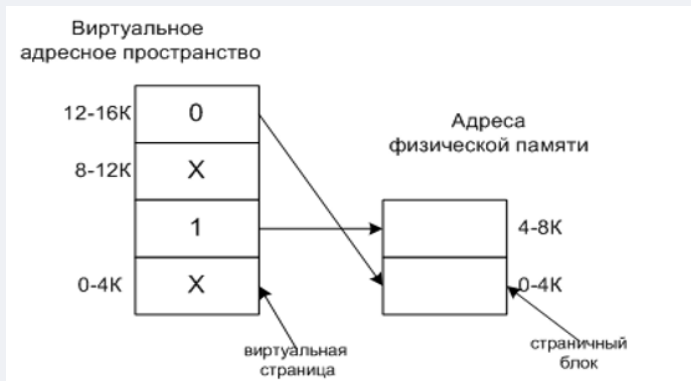 Виртуальное
адресное пространство
12-16К
0
Адреса
физической памяти
8-12К
X
1
4-8К
0-4К
X
0-4К
виртуальная
страница
страничный
блок